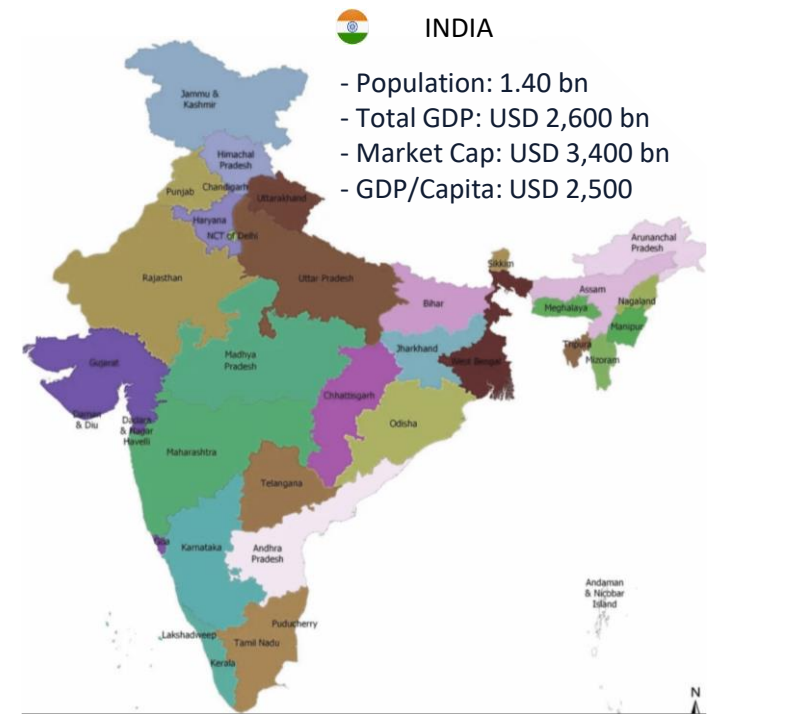 INDIA
- Population: 1.40 bn
- Total GDP: USD 2,600 bn
- Market Cap: USD 3,400 bn
- GDP/Capita: USD 2,500
Jammu &
Kashmir
Himachal
Pradesh
Punjab
Chandigarh
Uttarakhand
Haryana
NCT of Delhi
Arunanchal
Pradesh
Sikkan
Rajasthan
Uttar Pradesh
Assam
Bihar
Meghalaya
Nagaland
Manipur
Tripura
Mizoram
Gujarat
Madhya
Pradesh
Jharkhand
West Bengal
Chhattisgarh
Daman
& Diu
Dadara
& Nagar
Havelli
Odisha
Maharashtra
Telangana
Goa
Karnataka
Andhra
Pradesh
Andaman
& Nicobar
Island
Puducherry
Lakshadweep
Tamil Nadu
Kerala
N